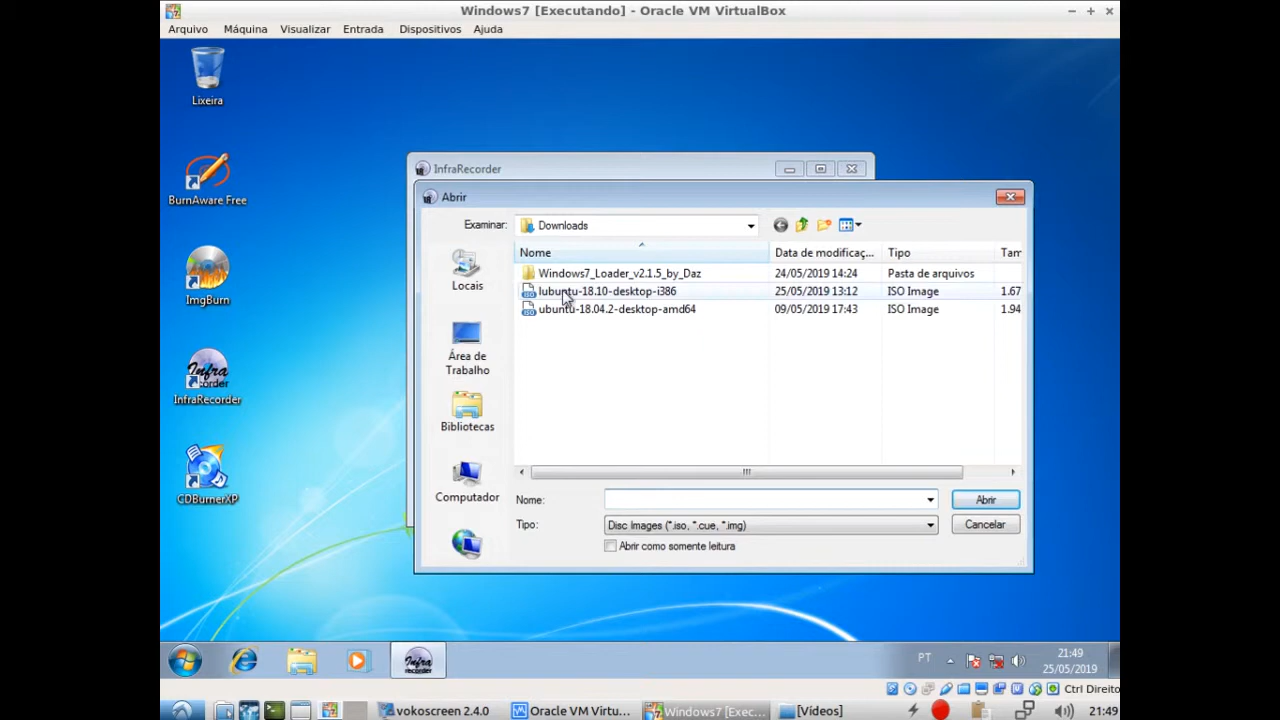 Windows7 [Executando] - Oracle VM VirtualBox
Arquivo Máquina Visualizar Entrada Dispositivos Ajuda
Lixeira
BurnAware Free
ImgBurn
Infra
recorder
InfraRecorder
CDBurnerXP
InfraRecorder
Abrir
Examinar: Downloads
Nome Data de modificaç... Tipo Tam
Windows7_Loader_v2.1.5_by_Daz 24/05/2019 14:24 Pasta de arquivos
lubuntu-18.10-desktop-i386 25/05/2019 13:12 ISO Image 1.67
ubuntu-18.04.2-desktop-amd64 09/05/2019 17:43 ISO Image 1.94
Locais
Área de
Trabalho
Bibliotecas
Computador
Nome: Abrir
Tipo: Disc Images (*.iso, *.cue, *.img) Cancelar
Abrir como somente leitura
Infra
recorder
PT
21:49
25/05/2019
Ctrl Direito
vokoscreen 2.4.0 Oracle VM Virtu... Windows7 [Exec... [Vídeos] 21:49